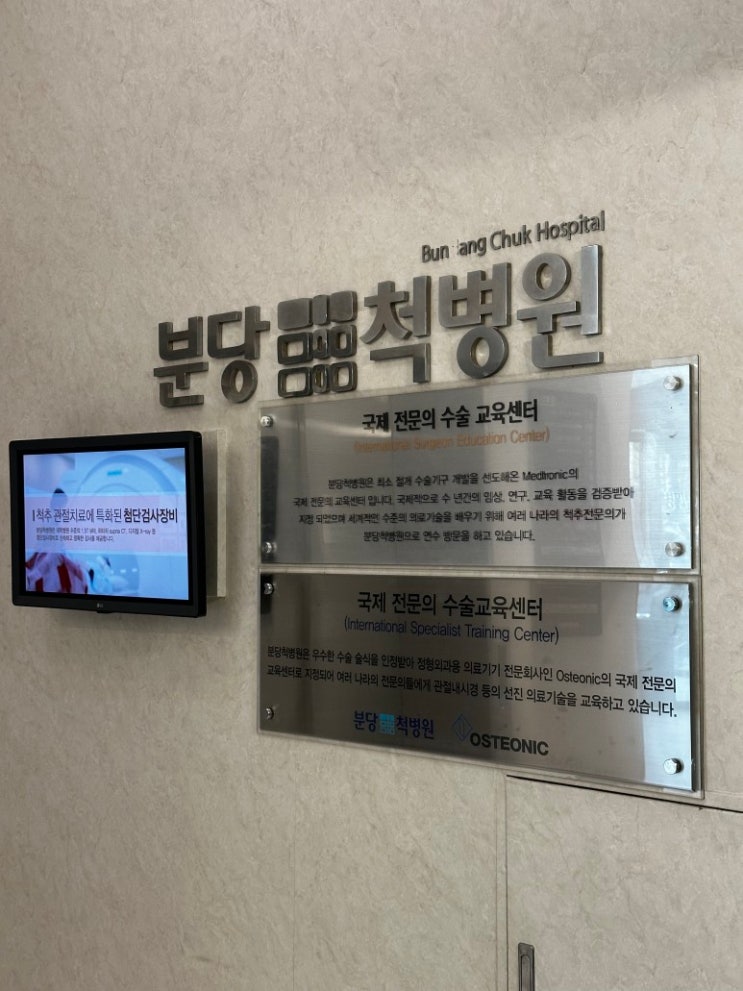 Bun ang Chuk Hospital
분당 척병원
국제 전문의 수술 교육센터
(International Surgeon Education Center)
분당척병원은 최소 절개 수술기구 개발을 선도해온 Medtronic의
국제 전문의 교육센터 입니다. 국제적으로 수 년간의 임상, 연구, 교육 활동을 검증받아
지정 되었으며 세계적인 수준의 의료기술을 배우기 위해 여러 나라의 척추전문의가
분당척병원으로 연수 방문을 하고 있습니다.
척추 관절치료에 특화된 첨단검사장비
국제 전문의 수술교육센터
(International Specialist Training Center)
분당척병원은 우수한 수술 술식을 인정받아 정형외과용 의료기기 전문회사인 Osteonic의 국제 전문의
교육센터로 지정되어 여러 나라의 전문의들에게 관절내시경 등의 선진 의료기술을 교육하고 있습니다.
분당 척병원 OSTEONIC
LG